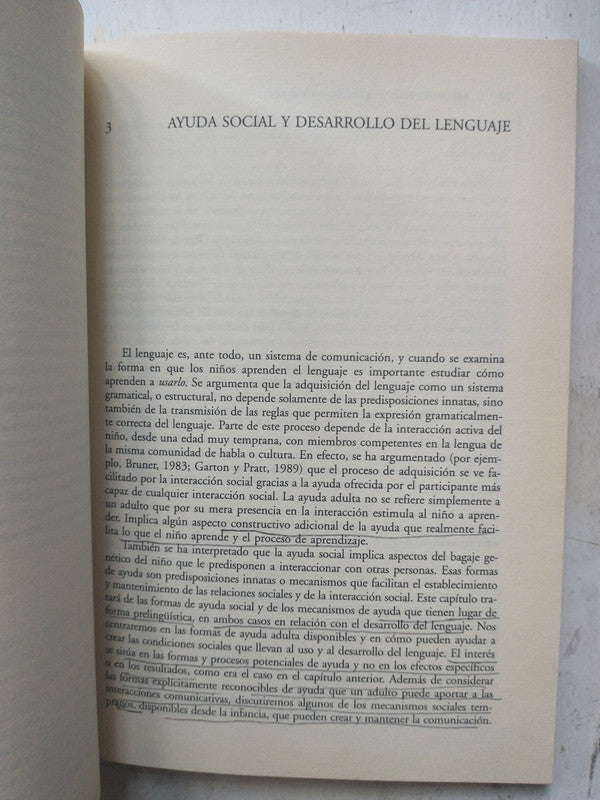 3 AYUDA SOCIAL Y DESARROLLO DEL LENGUAJE
El lenguaje es, ante todo, un sistema de comunicación, y cuando se examina
la forma en que los niños aprenden el lenguaje es importante estudiar cómo
aprenden a usarlo. Se argumenta que la adquisición del lenguaje como un sistema
gramatical, o estructural, no depende solamente de las predisposiciones innatas, sino
también de la transmisión de las reglas que permiten la expresión gramaticalmen-
te correcta del lenguaje. Parte de este proceso depende de la interacción activa del
niño, desde una edad muy temprana, con miembros competentes en la lengua de
la misma comunidad de habla o cultura. En efecto, se ha argumentado (por ejem-
plo, Bruner, 1983; Garton y Pratt, 1989) que el proceso de adquisición se ve fa-
cilitado por la interacción social gracias a la ayuda ofrecida por el participante más
capaz de cualquier interacción social. La ayuda adulta no se refiere simplemente a
un adulto que por su mera presencia en la interacción estimula al niño a apren-
der. Implica algún aspecto constructivo adicional de la ayuda que realmente faci-
lita lo que el niño aprende y el proceso de aprendizaje.
También se ha interpretado que la ayuda social implica aspectos del bagaje ge-
nético del niño que le predisponen a interaccionar con otras personas. Esas formas
de ayuda son predisposiciones innatas o mecanismos que facilitan el establecimiento
y mantenimiento de las relaciones sociales y de la interacción social. Este capítulo tra-
tará de las formas de ayuda social y de los mecanismos de ayuda que tienen lugar de
forma prelingüística, en ambos casos en relación con el desarrollo del lenguaje. Nos
centraremos en las formas de ayuda adulta disponibles y en cómo pueden ayudar a
crear las condiciones sociales que llevan al uso y al desarrollo del lenguaje. El interés
se sitúa en las formas y procesos potenciales de ayuda y no en los efectos específicos
o en los resultados, como era el caso en el capítulo anterior. Además de considerar
las formas explícitamente reconocibles de ayuda que un adulto puede aportar a las
interacciones comunicativas, discutiremos algunos de los mecanismos sociales tem-
pranos, disponibles desde la infancia, que pueden crear y mantener la comunicación.